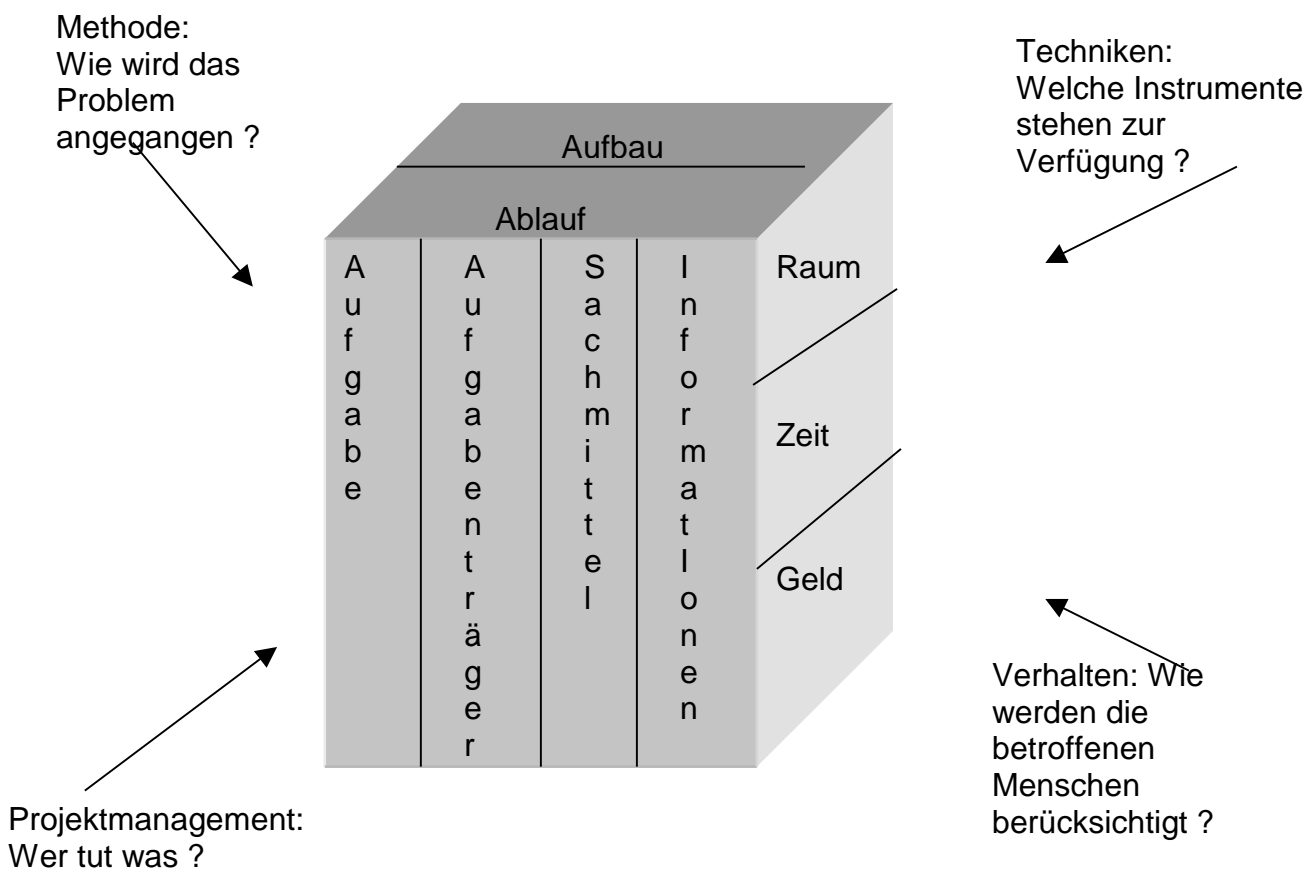 Methode:
Wie wird das
Problem
angegangen ?
Techniken:
Welche Instrumente
stehen zur
Verfügung ?
Aufbau
Ablauf
Aufgabe
Aufgabenträger
Sachmittel
InformatIonen
Raum
Zeit
Geld
Projektmanagement:
Wer tut was ?
Verhalten: Wie
werden die
betroffenen
Menschen
berücksichtigt ?